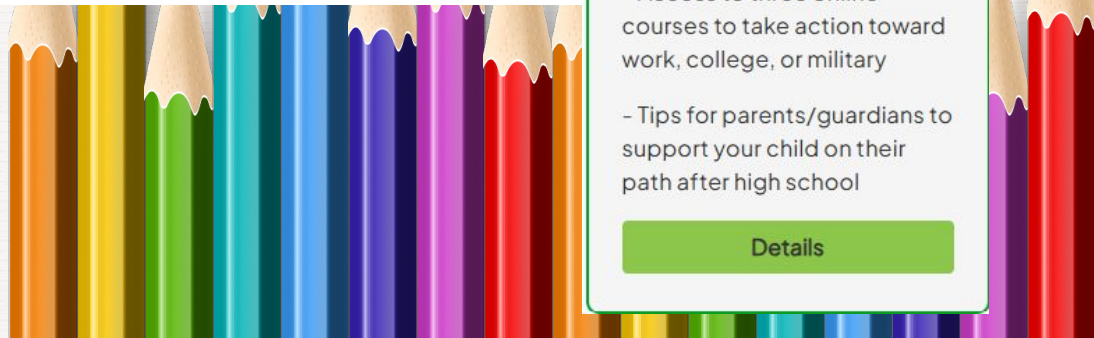 courses to take action toward
work, college, or military
- Tips for parents/guardians to
support your child on their
path after high school
Details